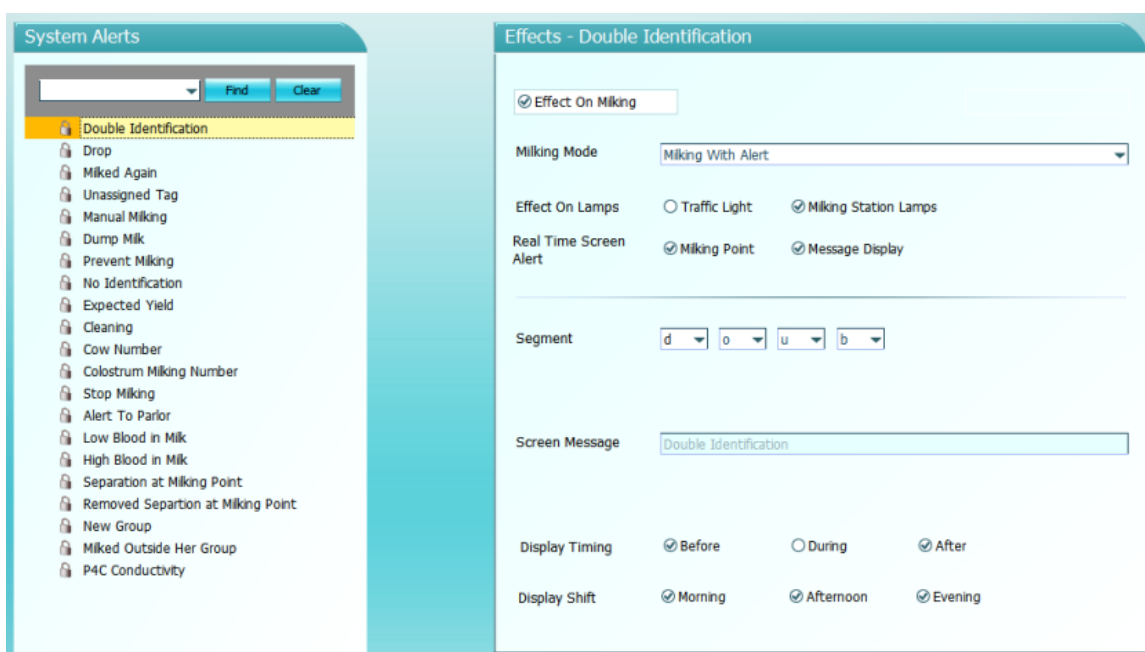 System Alerts
Find Clear
Double Identification
Drop
Milked Again
Unassigned Tag
Manual Milking
Dump Milk
Prevent Milking
No Identification
Expected Yield
Cleaning
Cow Number
Colostrum Milking Number
Stop Milking
Alert To Parlor
Low Blood in Milk
High Blood in Milk
Separation at Milking Point
Removed Separtion at Milking Point
New Group
Milked Outside Her Group
P4C Conductivity
Effects - Double Identification
Effect On Milking
Milking Mode Milking With Alert
Effect On Lamps Traffic Light Milking Station Lamps
Real Time Screen
Alert Milking Point Message Display
Segment d o u b
Screen Message Double Identification
Display Timing Before During After
Display Shift Morning Afternoon Evening